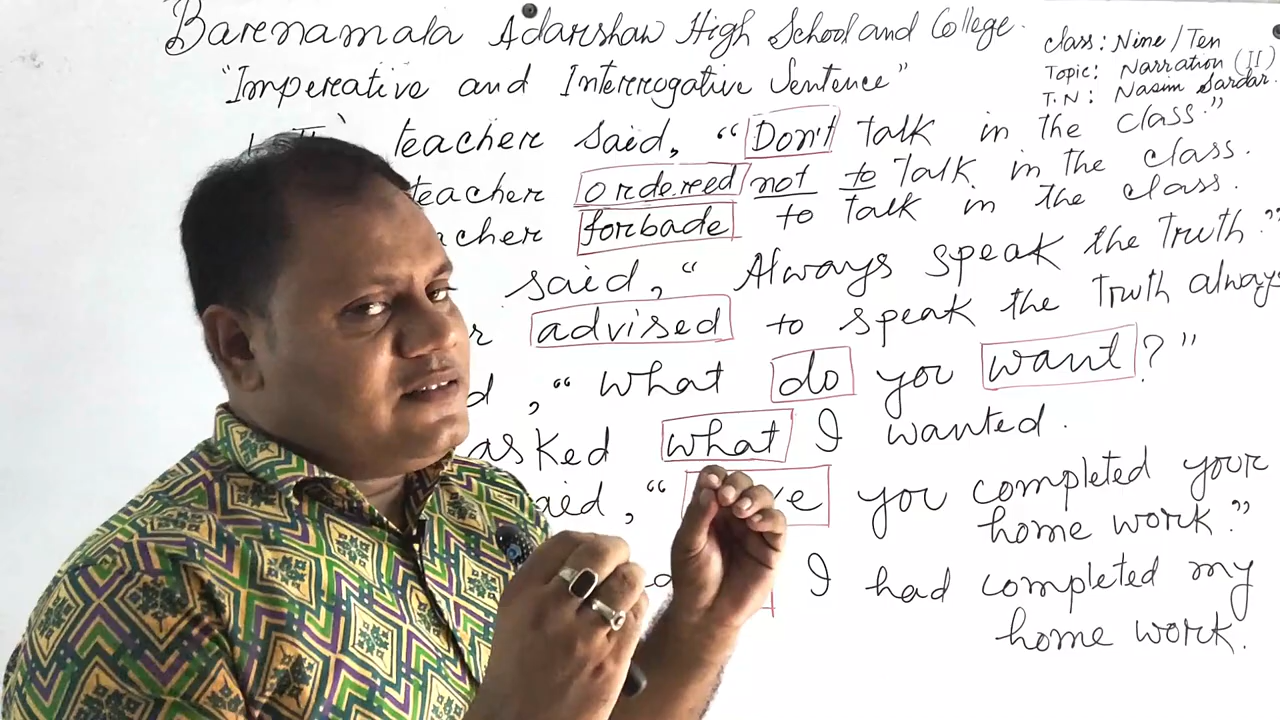 Barenamala Adarshaw High School and College.
class: Nine/Ten
"Imperative and Interrogative Sentence"
Topic: Narration (II)
T.N: Nasim Sardar.
teacher said, "Don't talk in the class."
teacher ordered not to talk in the class.
forbade to talk in the class.
said, "Always speak the truth."
advised to speak the truth always
, "What do you want?"
asked what I wanted.
, " you completed your
home work."
I had completed my
home work.